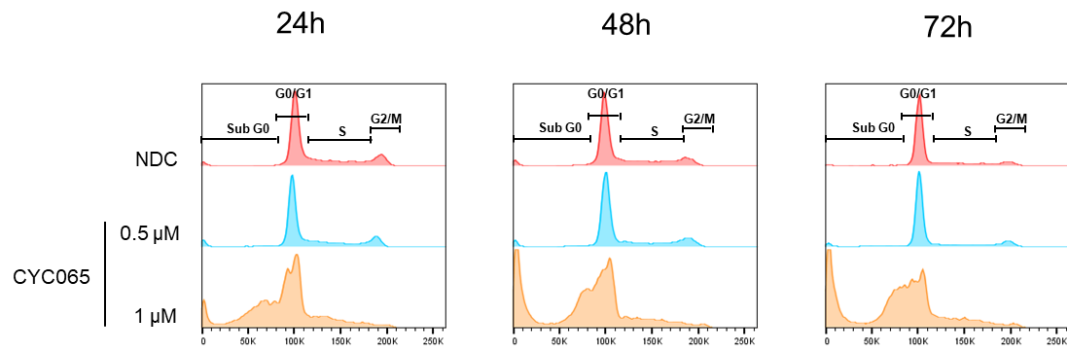 24h 48h 72h
G0/G1 G0/G1 G0/G1
G2/M G2/M G2/M
Sub G0 S Sub G0 S Sub G0 S
NDC
0.5 µM
CYC065
1 µM
0 50K 100K 150K 200K 250K 0 50K 100K 150K 200K 250K 0 50K 100K 150K 200K 250K